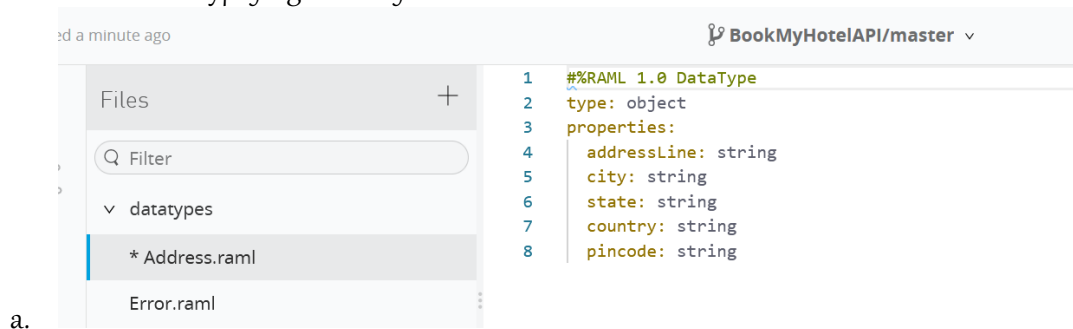 ed a minute ago
BookMyHotelAPI/master
Files
Filter
datatypes
* Address.raml
Error.raml
1 #%RAML 1.0 DataType
2 type: object
3 properties:
4 addressLine: string
5 city: string
6 state: string
7 country: string
8 pincode: string
a.